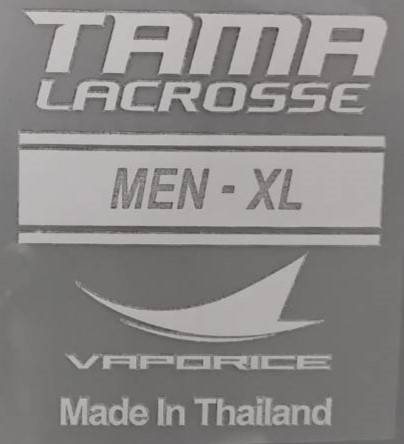 TAMA
LACROSSE
MEN - XL
VAPORICE
Made In Thailand